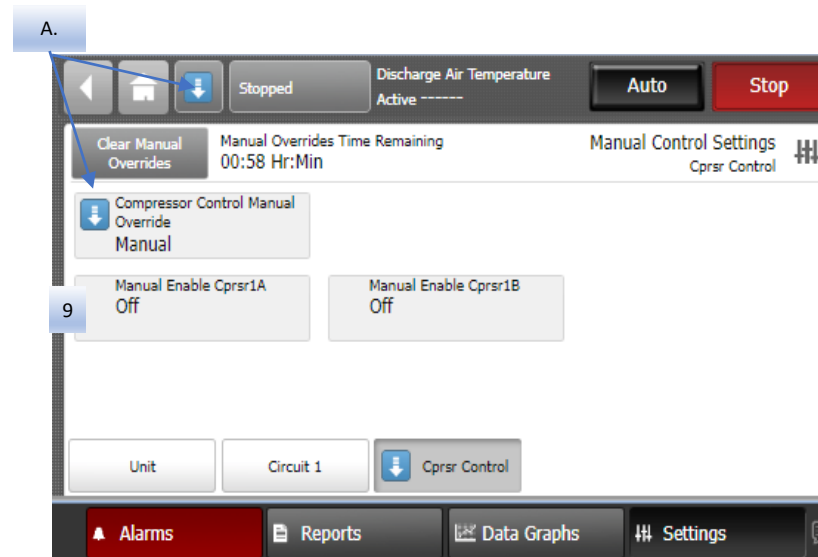 A.
Stopped
Discharge Air Temperature
Active ------
Auto
Stop
Clear Manual
Overrides
Manual Overrides Time Remaining
00:58 Hr:Min
Manual Control Settings
Cprsr Control
Compressor Control Manual
Override
Manual
Manual Enable Cprsr1A
Off
Manual Enable Cprsr1B
Off
9
Unit
Circuit 1
Cprsr Control
Alarms
Reports
Data Graphs
Settings